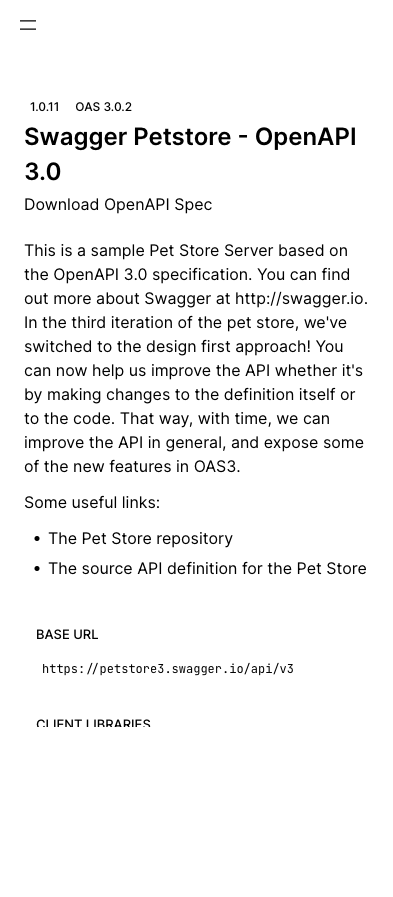 1.0.11 OAS 3.0.2
Swagger Petstore - OpenAPI
3.0
Download OpenAPI Spec
This is a sample Pet Store Server based on
the OpenAPI 3.0 specification. You can find
out more about Swagger at http://swagger.io.
In the third iteration of the pet store, we've
switched to the design first approach! You
can now help us improve the API whether it's
by making changes to the definition itself or
to the code. That way, with time, we can
improve the API in general, and expose some
of the new features in OAS3.
Some useful links:
• The Pet Store repository
• The source API definition for the Pet Store
BASE URL
https://petstore3.swagger.io/api/v3
CLIENT LIBRARIES